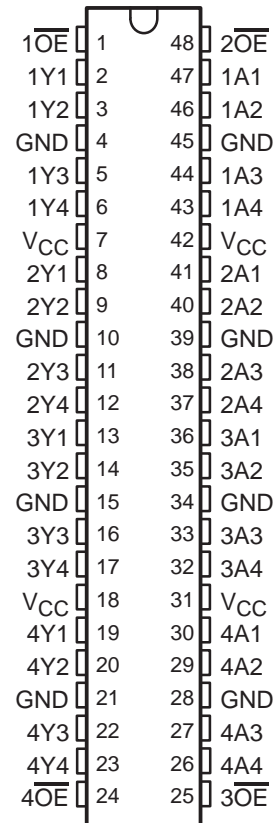 1O̅E̅ 1 48 2O̅E̅
1Y1 2 47 1A1
1Y2 3 46 1A2
GND 4 45 GND
1Y3 5 44 1A3
1Y4 6 43 1A4
VCC 7 42 VCC
2Y1 8 41 2A1
2Y2 9 40 2A2
GND 10 39 GND
2Y3 11 38 2A3
2Y4 12 37 2A4
3Y1 13 36 3A1
3Y2 14 35 3A2
GND 15 34 GND
3Y3 16 33 3A3
3Y4 17 32 3A4
VCC 18 31 VCC
4Y1 19 30 4A1
4Y2 20 29 4A2
GND 21 28 GND
4Y3 22 27 4A3
4Y4 23 26 4A4
4O̅E̅ 24 25 3O̅E̅